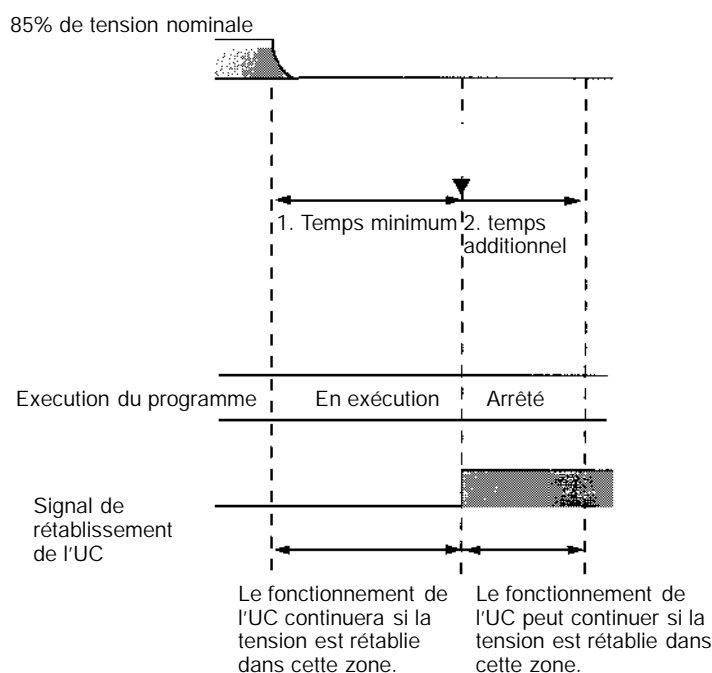 85% de tension nominale
1. Temps minimum
2. temps
additionnel
Execution du programme
En exécution
Arrêté
Signal de
rétablissement
de l'UC
Le fonctionnement de
l'UC continuera si la
tension est rétablie
dans cette zone.
Le fonctionnement de
l'UC peut continuer si la
tension est rétablie dans
cette zone.